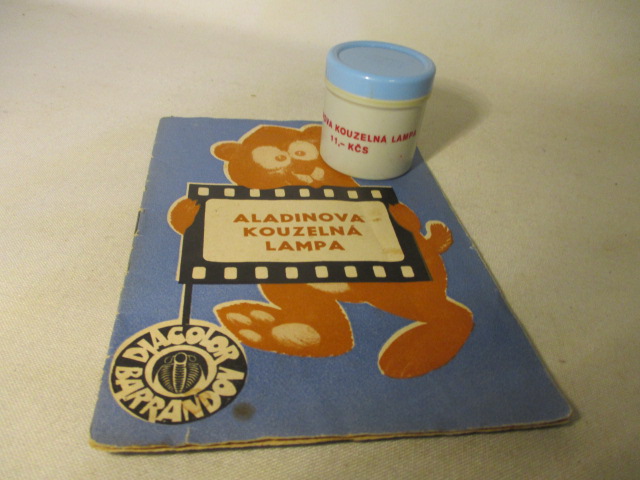 KOUZELNÁ LAMPA
11,- KČS
ALADINOVA
KOUZELNÁ
LAMPA
DIACOLOR
BARRANDOV